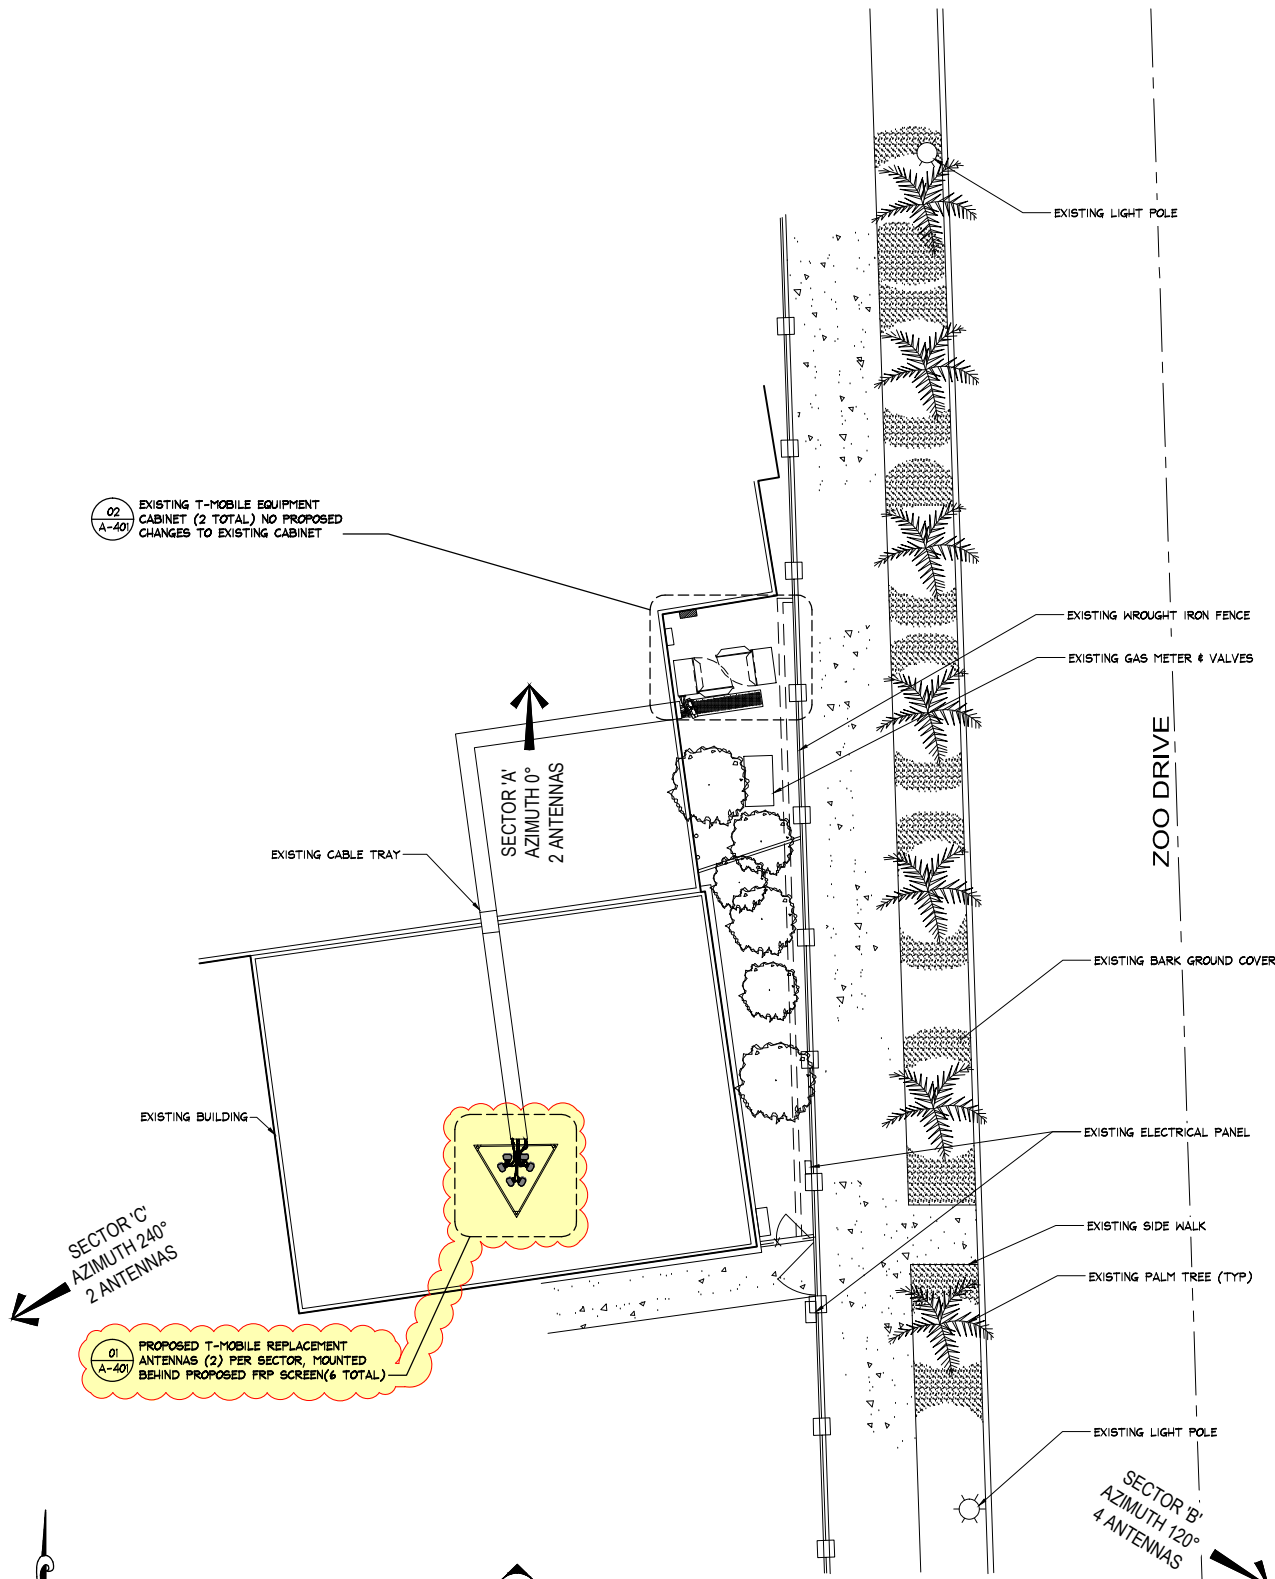 EXISTING LIGHT POLE
02
A-401
EXISTING T-MOBILE EQUIPMENT
CABINET (2 TOTAL) NO PROPOSED
CHANGES TO EXISTING CABINET
EXISTING WROUGHT IRON FENCE
EXISTING GAS METER & VALVES
ZOO DRIVE
SECTOR 'A'
AZIMUTH 0°
2 ANTENNAS
EXISTING CABLE TRAY
EXISTING BARK GROUND COVER
EXISTING BUILDING
EXISTING ELECTRICAL PANEL
SECTOR 'C'
AZIMUTH 240°
2 ANTENNAS
EXISTING SIDE WALK
EXISTING PALM TREE (TYP)
01
A-401
PROPOSED T-MOBILE REPLACEMENT
ANTENNAS (2) PER SECTOR, MOUNTED
BEHIND PROPOSED FRP SCREEN(6 TOTAL)
EXISTING LIGHT POLE
SECTOR 'B'
AZIMUTH 120°
4 ANTENNAS